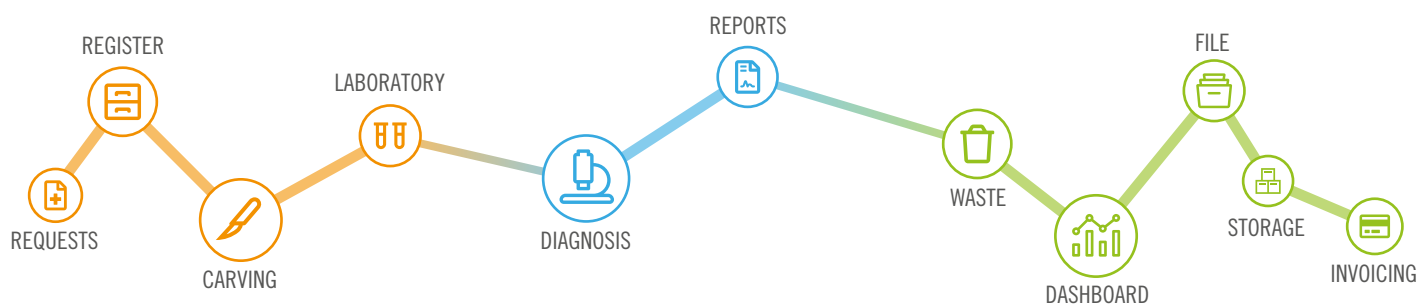 REQUESTS
REGISTER
CARVING
LABORATORY
DIAGNOSIS
REPORTS
WASTE
DASHBOARD
FILE
STORAGE
INVOICING